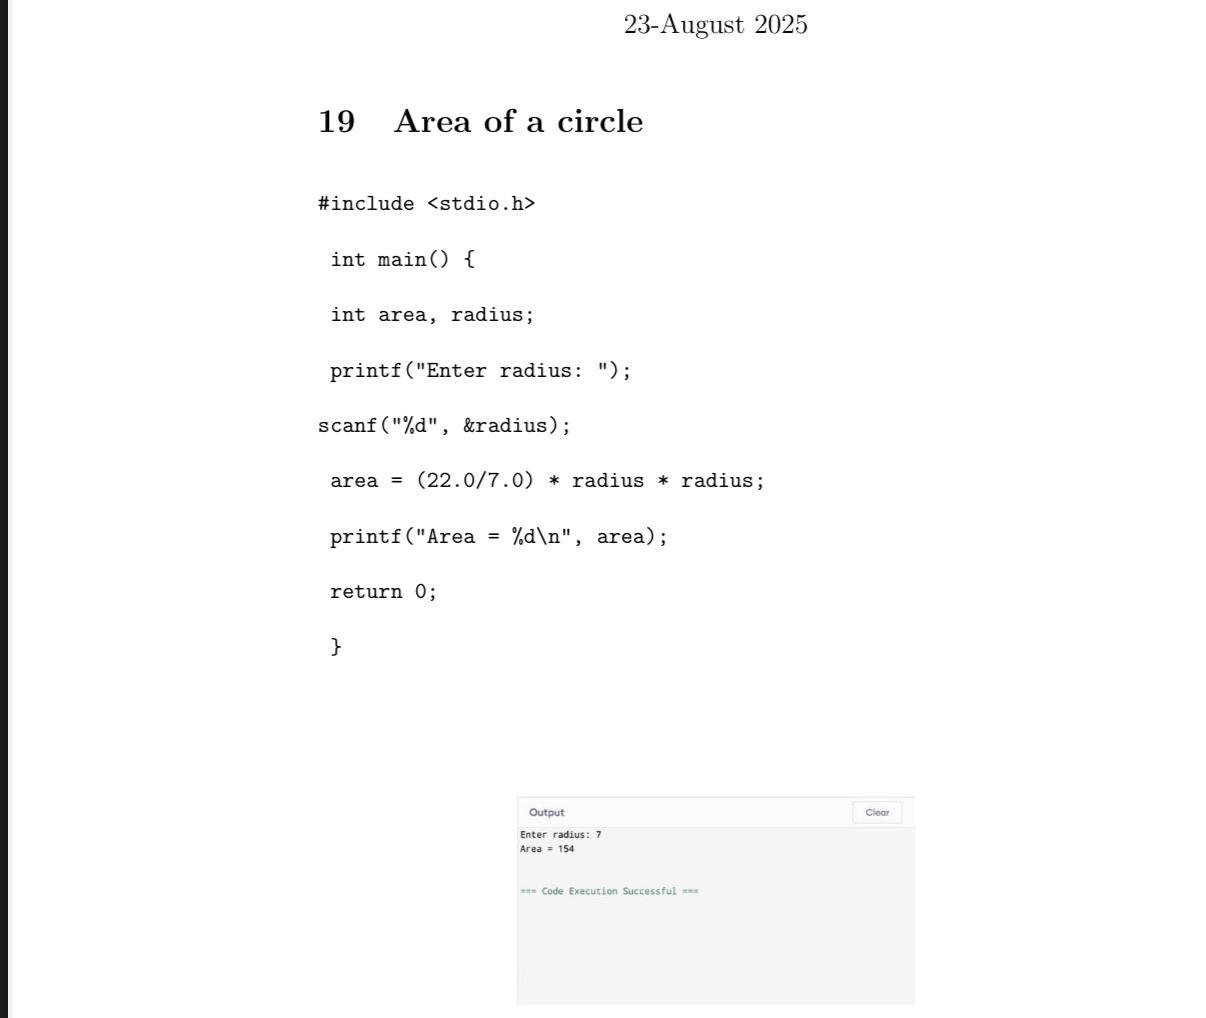 23-August 2025
19 Area of a circle
#include <stdio.h>
int main() {
int area, radius;
printf("Enter radius: ");
scanf("%d", &radius);
area = (22.0/7.0) * radius * radius;
printf("Area = %d\n", area);
return 0;
}
Output Clear
Enter radius: 7
Area = 154
=== Code Execution Successful ===